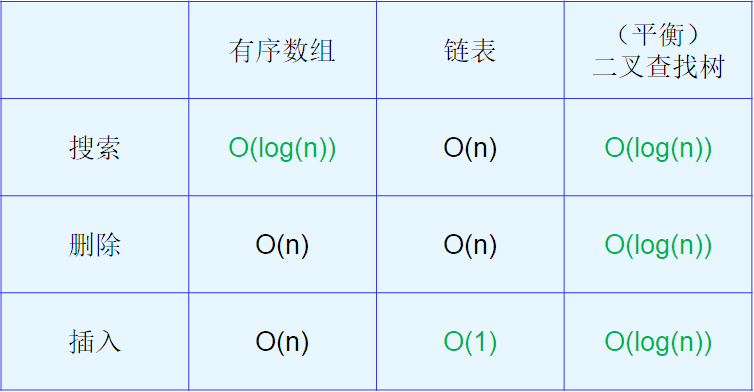 有序数组
链表
（平衡）
二叉查找树
搜索
O(log(n))
O(n)
O(log(n))
删除
O(n)
O(n)
O(log(n))
插入
O(n)
O(1)
O(log(n))